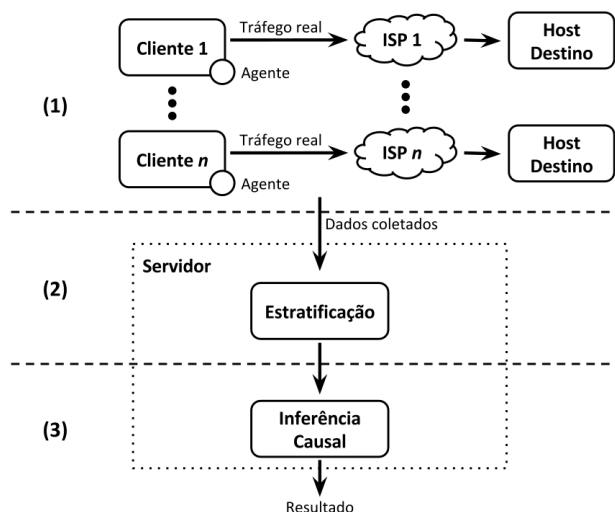 Cliente 1
Tráfego real
ISP 1
Host
Destino
Agente
(1)
Cliente n
Tráfego real
ISP n
Host
Destino
Agente
Dados coletados
Servidor
(2)
Estratificação
(3)
Inferência
Causal
Resultado